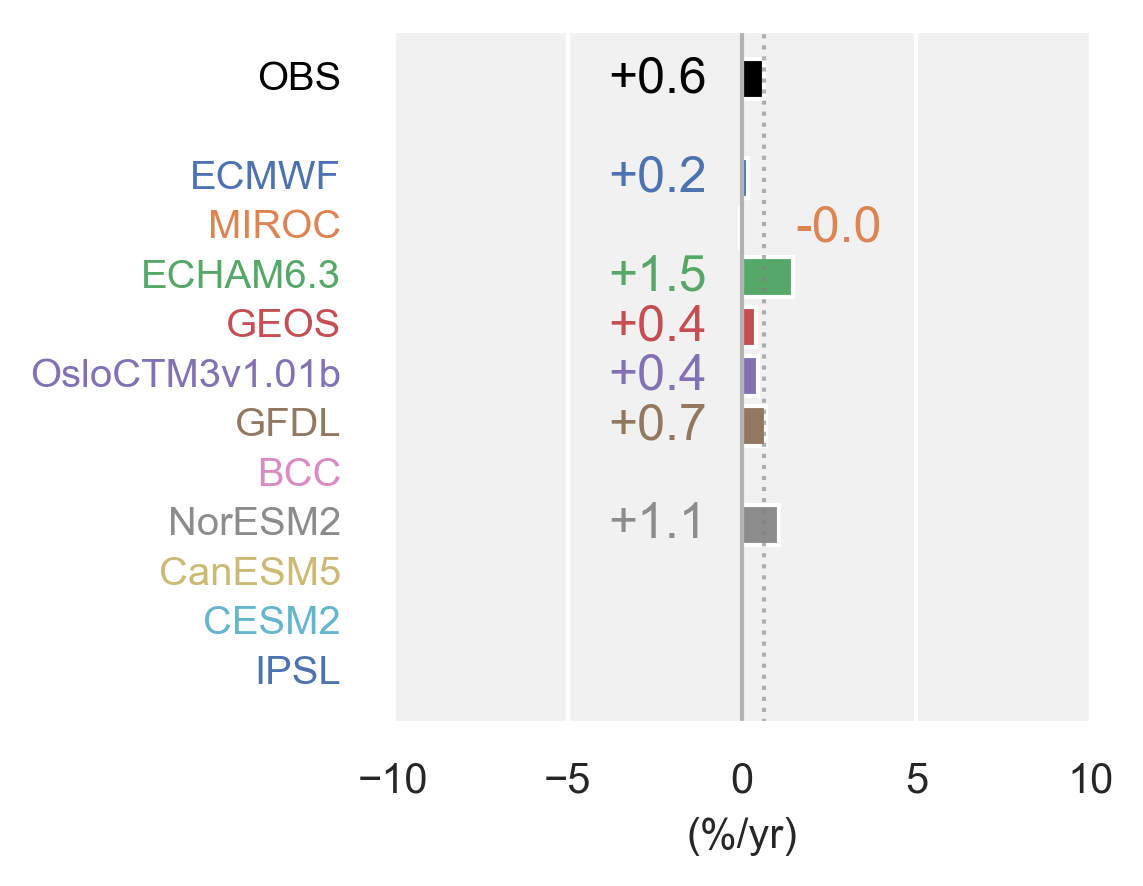 OBS +0.6
ECMWF +0.2
MIROC -0.0
ECHAM6.3 +1.5
GEOS +0.4
OsloCTM3v1.01b +0.4
GFDL +0.7
BCC
NorESM2 +1.1
CanESM5
CESM2
IPSL
−10 −5 0 5 10
(%/yr)